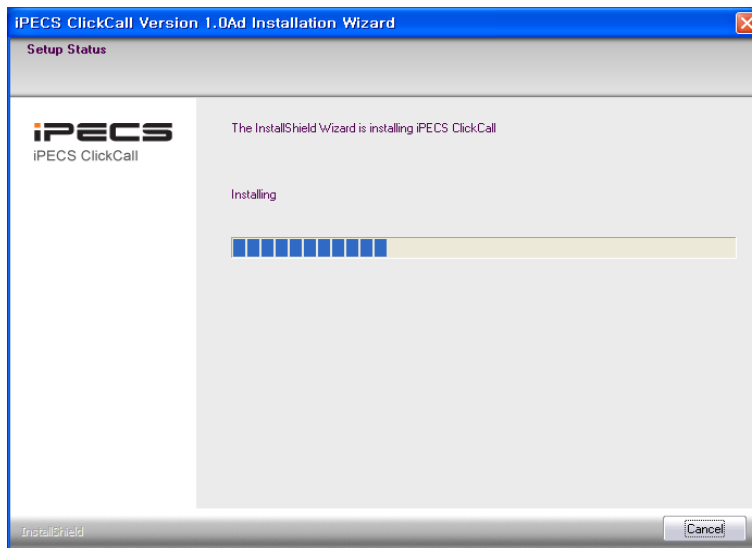 iPECS ClickCall Version 1.0Ad Installation Wizard
Setup Status
iPECS
iPECS ClickCall
The InstallShield Wizard is installing iPECS ClickCall
Installing
InstallShield
Cancel